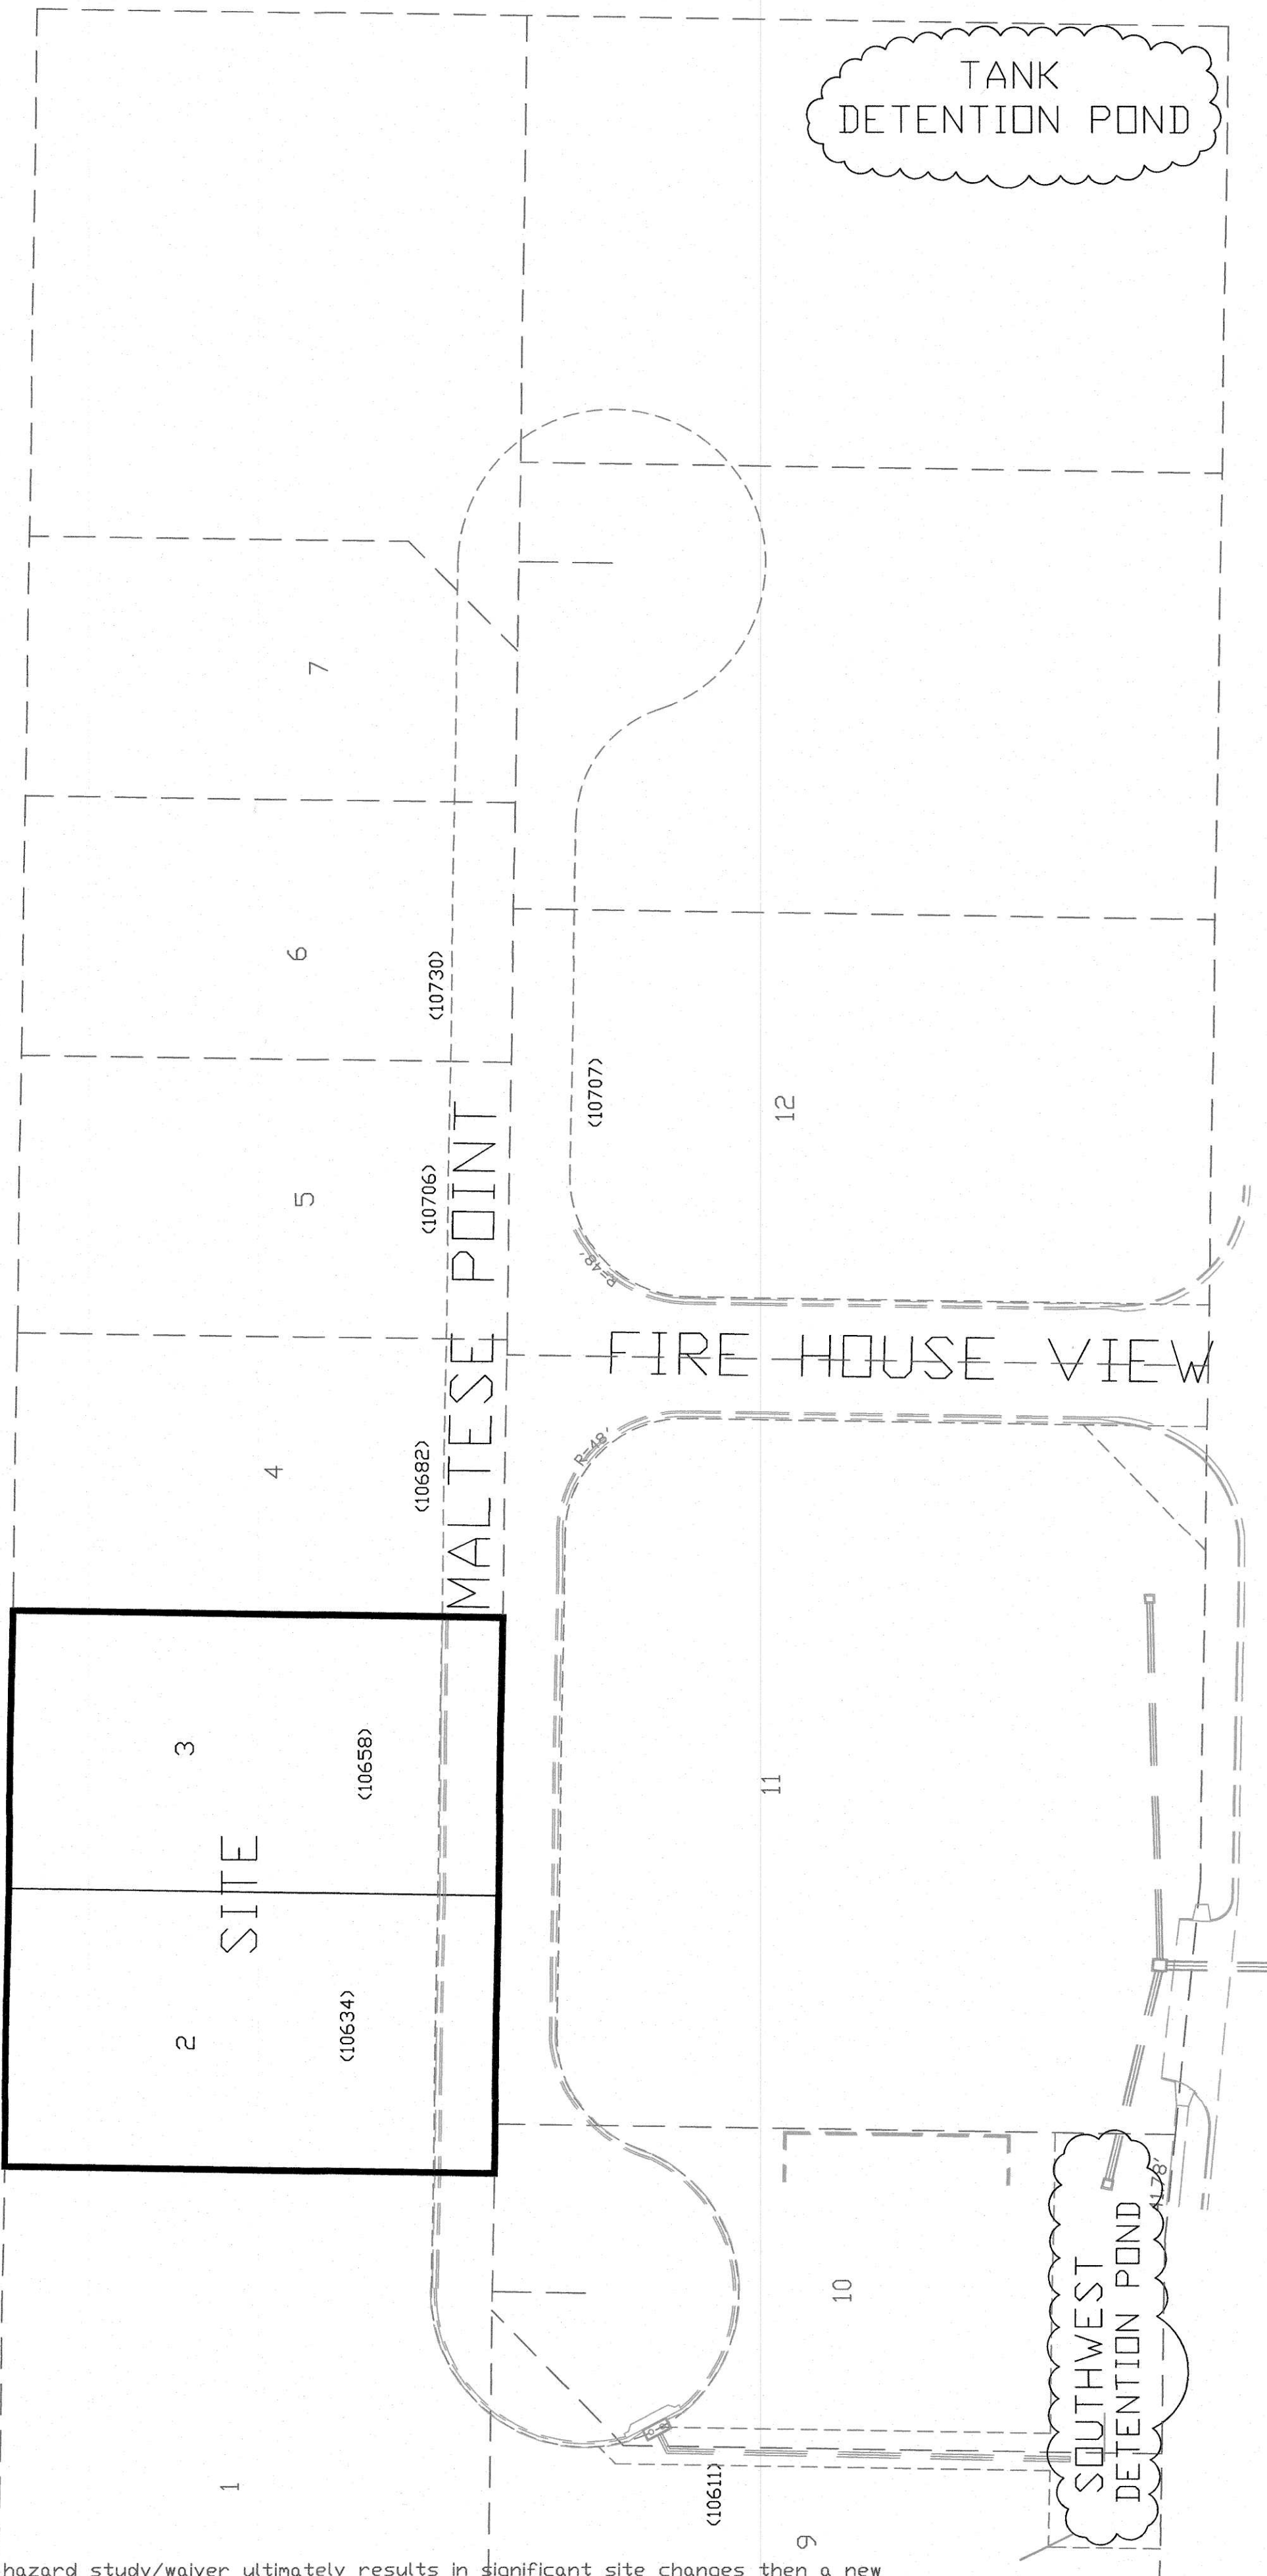 TANK
DETENTION POND
7
6
(10730)
(10707)
12
5
(10706)
MALTESE POINT
R=48'
FIRE HOUSE VIEW
R=48'
4
(10682)
3
(10658)
SITE
11
2
(10634)
10
SOUTHWEST
DETENTION POND
1
(10611)
9
hazard study/waiver ultimately results in significant site changes then a new